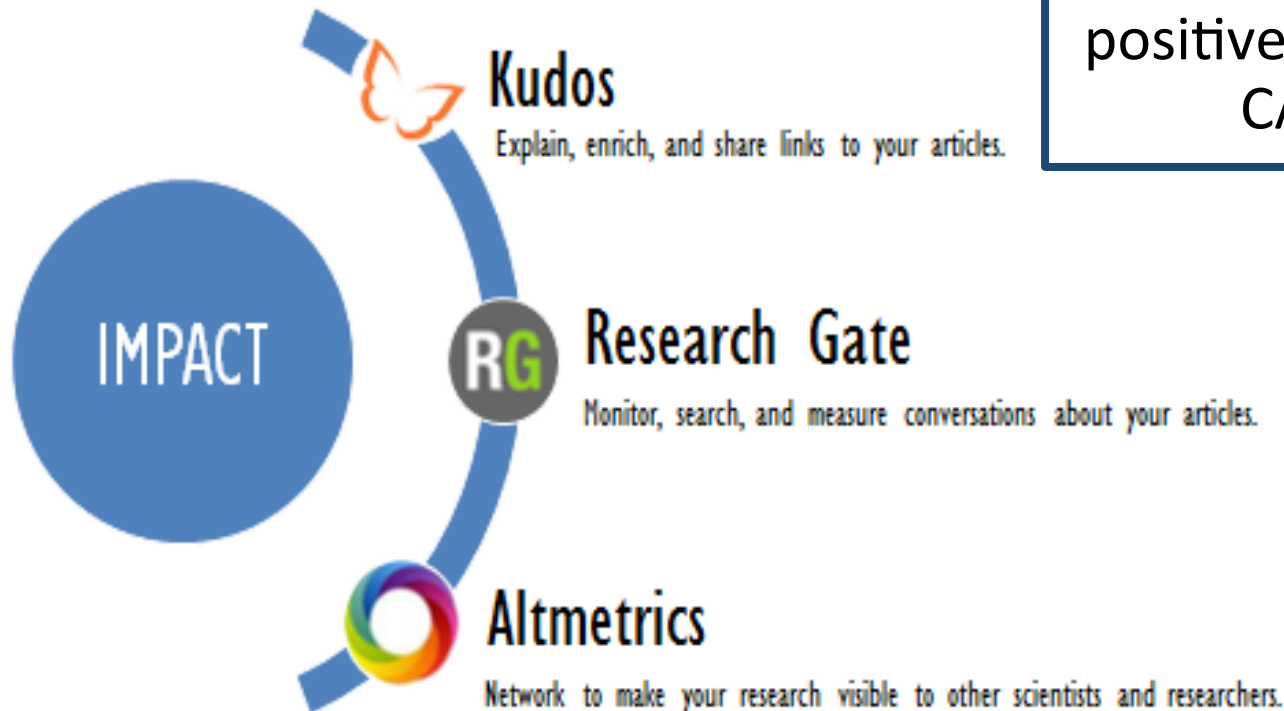 positive
CA
Kudos
Explain, enrich, and share links to your articles.
IMPACT
RG
Research Gate
Monitor, search, and measure conversations about your articles.
Altmetrics
Network to make your research visible to other scientists and researchers.